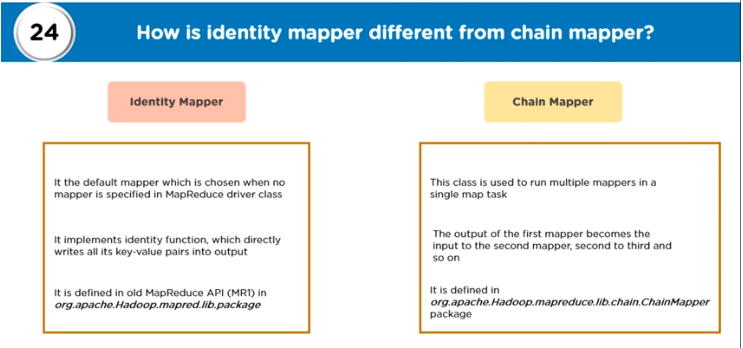 24
How is identity mapper different from chain mapper?
Identity Mapper
It the default mapper which is chosen when no
mapper is specified in MapReduce driver class
It implements identity function, which directly
writes all its key-value pairs into output
It is defined in old MapReduce API (MR1) in
org.apache.Hadoop.mapred.lib.package
Chain Mapper
This class is used to run multiple mappers in a
single map task
The output of the first mapper becomes the
input to the second mapper, second to third and
so on
It is defined in
org.apache.Hadoop.mapreduce.lib.chain.ChainMapper
package